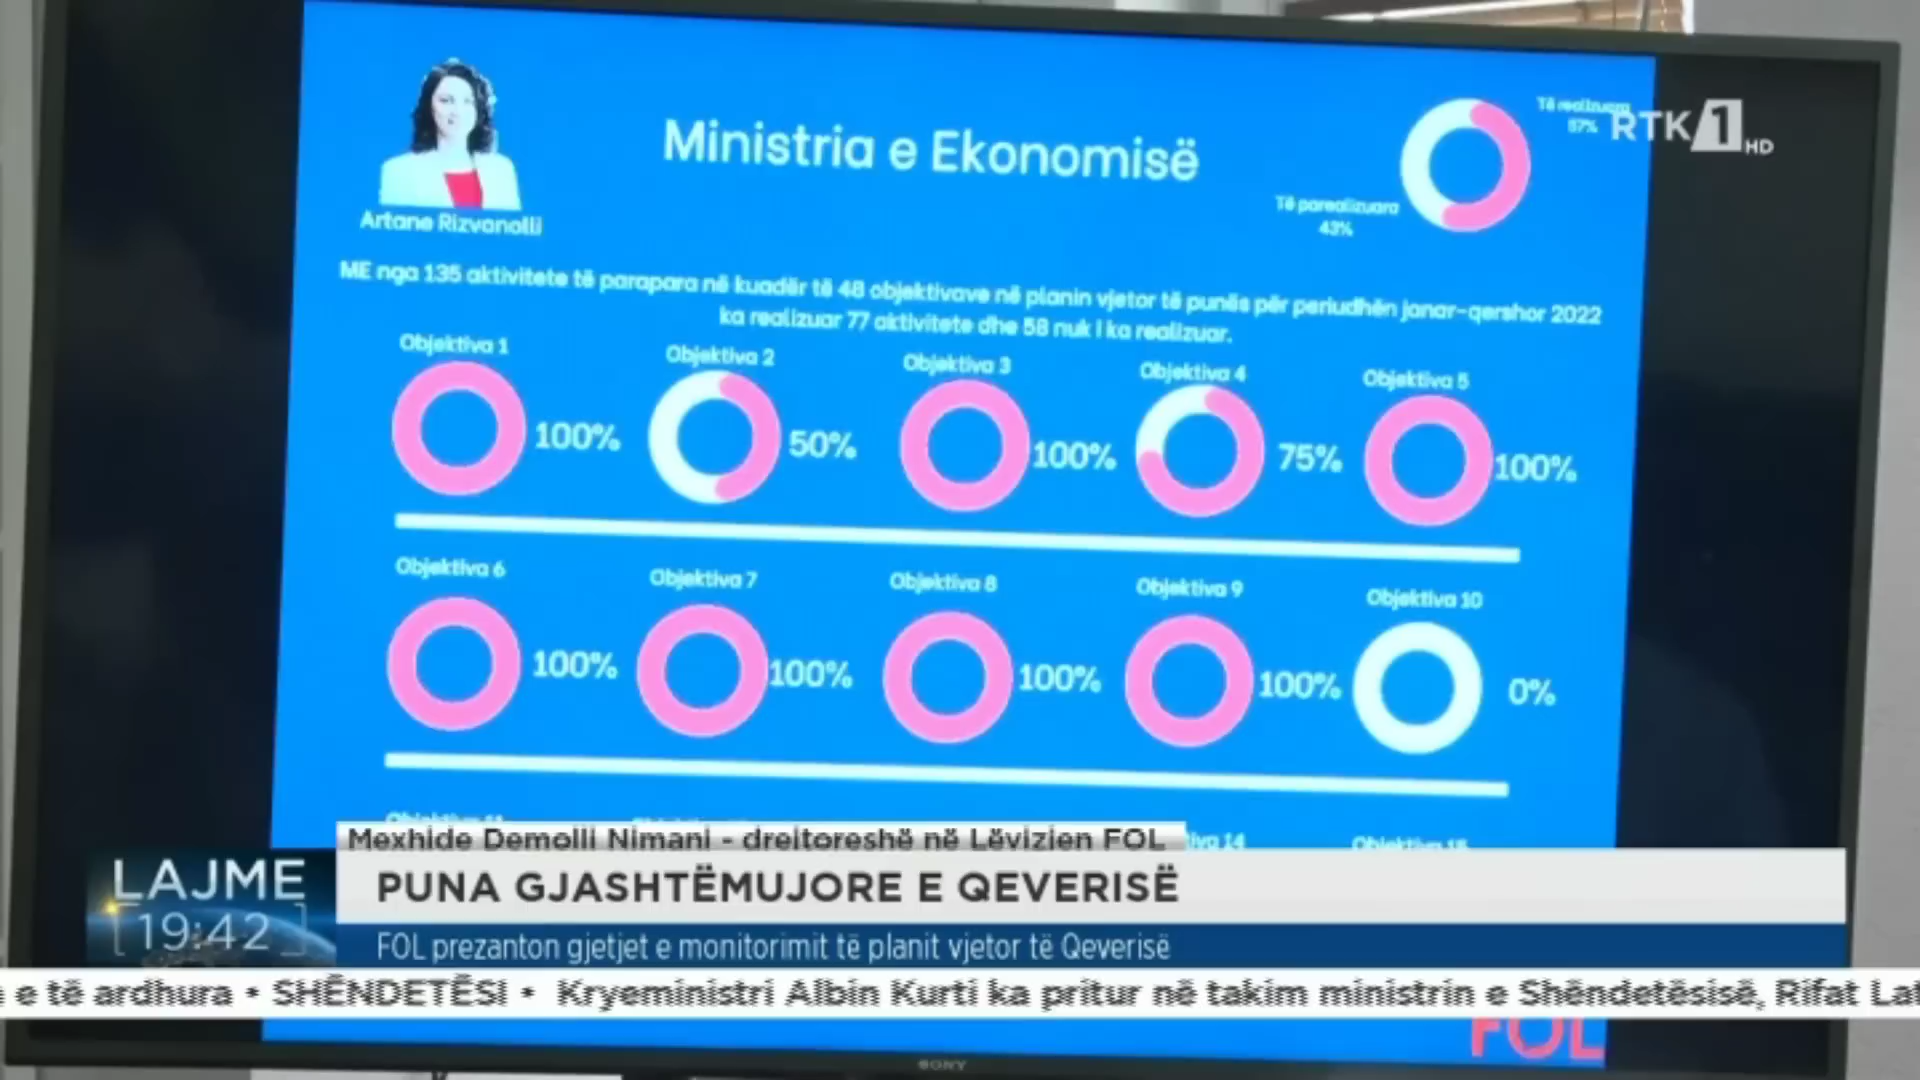 Ministria e Ekonomisë
Të realizuara
57%
RTK 1 HD
Të parealizuara
43%
Artane Rizvanolli
ME nga 135 aktivitete të parapara në kuadër të 48 objektivave në planin vjetor të punës për periudhën janar-qershor 2022
ka realizuar 77 aktivitete dhe 58 nuk i ka realizuar.
Objektiva 1
Objektiva 2
Objektiva 3
Objektiva 4
Objektiva 5
100%
50%
100%
75%
100%
Objektiva 6
Objektiva 7
Objektiva 8
Objektiva 9
Objektiva 10
100%
100%
100%
100%
0%
Objektiva 15
Mexhide Demolli Nimani - drejtoreshë në Lëvizjen FOL
LAJME
19:42
PUNA GJASHTËMUJORE E QEVERISË
FOL prezanton gjetjet e monitorimit të planit vjetor të Qeverisë
e të ardhura • SHËNDETËSI • Kryeministri Albin Kurti ka pritur në takim ministrin e Shëndetësisë, Rifat Lat
FOL
SONY